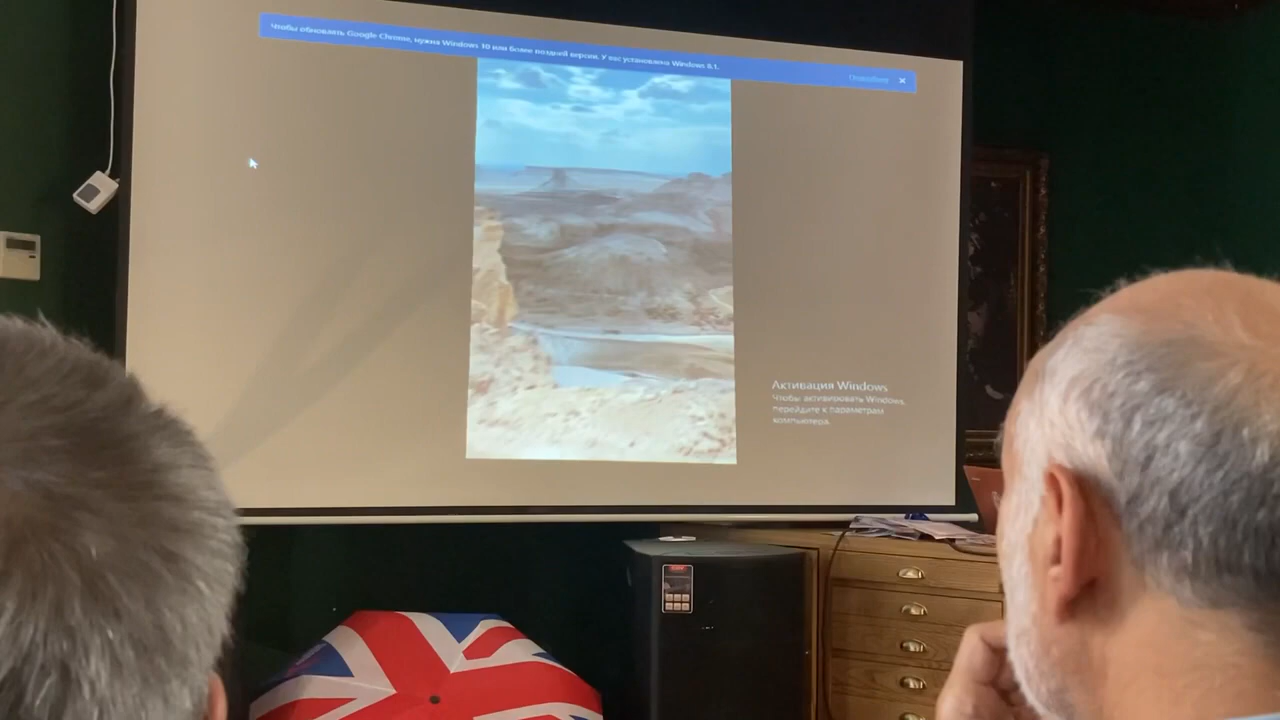 Чтобы обновлять Google Chrome, нужна Windows 10 или более поздней версии. У вас установлена Windows 8.1.
Активация Windows
Чтобы активировать Windows,
перейдите к параметрам
компьютера.